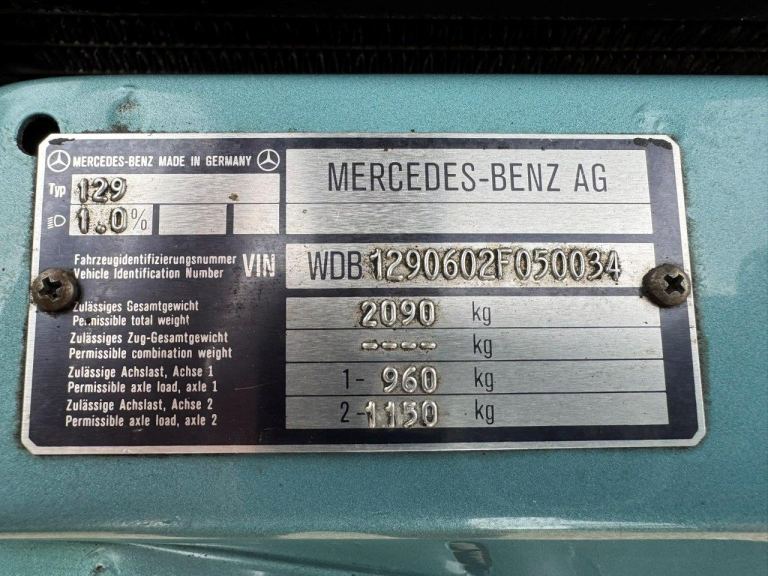 MERCEDES-BENZ MADE IN GERMANY
MERCEDES-BENZ AG
Typ 129
1.0%
Fahrzeugidentifizierungsnummer
Vehicle Identification Number VIN WDB 1290602F050034
Zulässiges Gesamtgewicht
Permissible total weight 2090 kg
Zulässiges Zug-Gesamtgewicht
Permissible combination weight ---- kg
Zulässige Achslast, Achse 1
Permissible axle load, axle 1 1- 960 kg
Zulässige Achslast, Achse 2
Permissible axle load, axle 2 2- 1150 kg